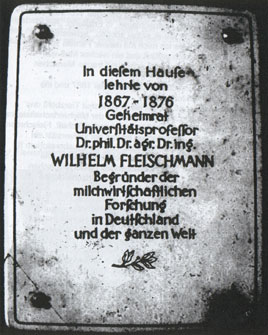 In diesem Hause
lehrte von
1867 - 1876
Geheimrat
Universitätsprofessor
Dr. phil. Dr. agr. Dr. ing.
WILHELM FLEISCHMANN
Begründer der
milchwirtschaftlichen
Forschung
in Deutschland
und der ganzen Welt